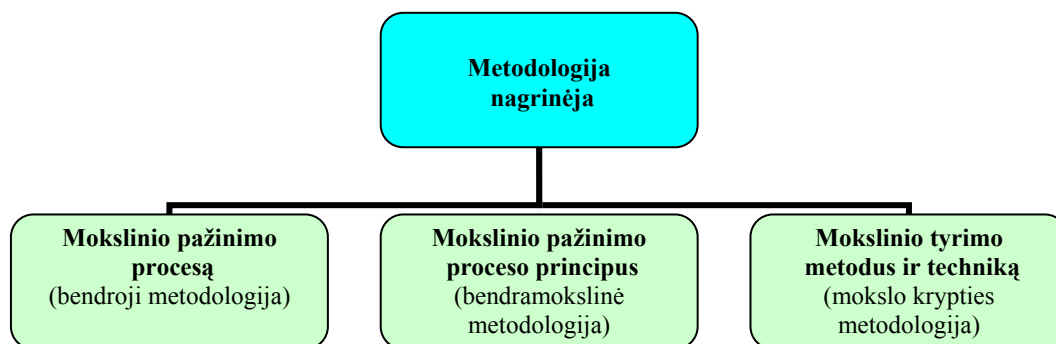 Metodologija
nagrinėja
Mokslinio pažinimo
procesą
(bendroji metodologija)
Mokslinio pažinimo
proceso principus
(bendramokslinė
metodologija)
Mokslinio tyrimo
metodus ir techniką
(mokslo krypties
metodologija)